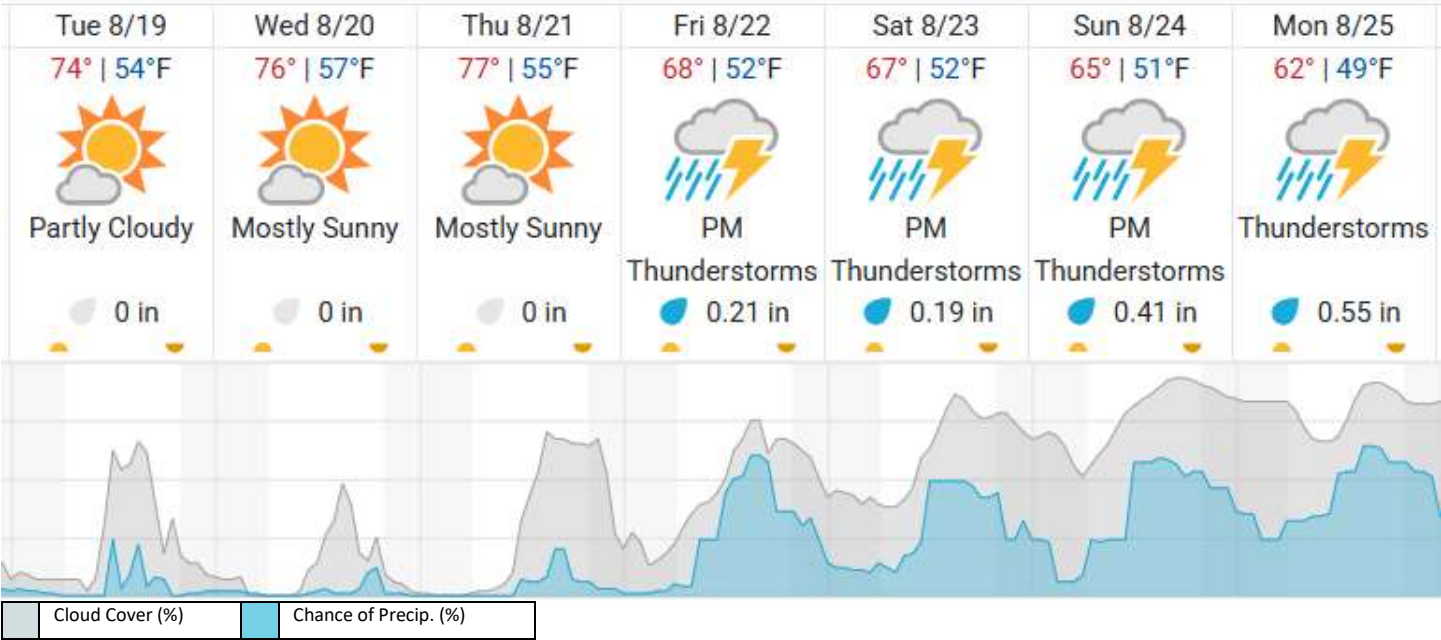 Tue 8/19
74° | 54°F
Partly Cloudy
0 in
Wed 8/20
76° | 57°F
Mostly Sunny
0 in
Thu 8/21
77° | 55°F
Mostly Sunny
0 in
Fri 8/22
68° | 52°F
PM
Thunderstorms
0.21 in
Sat 8/23
67° | 52°F
PM
Thunderstorms
0.19 in
Sun 8/24
65° | 51°F
PM
Thunderstorms
0.41 in
Mon 8/25
62° | 49°F
Thunderstorms
0.55 in
Cloud Cover (%)
Chance of Precip. (%)